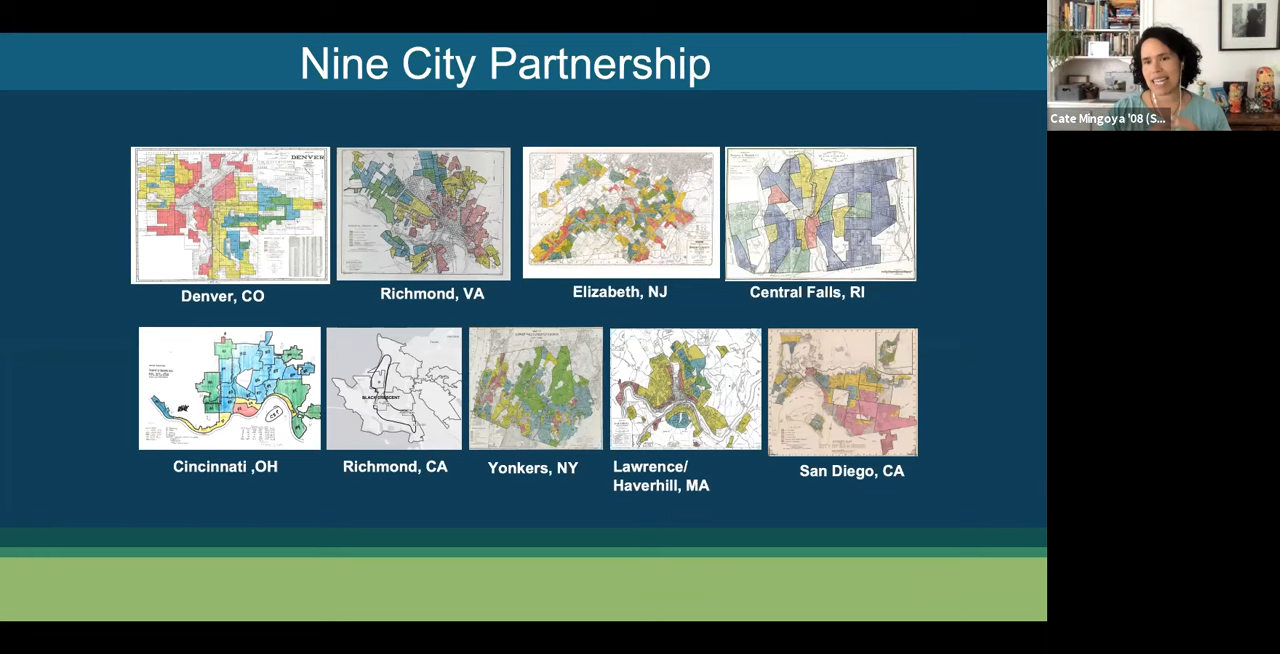 Nine City Partnership
Cate Mingoya '08 (S...
DENVER
Denver, CO
Richmond, VA
Elizabeth, NJ
Central Falls, RI
BLACK CRESCENT
Cincinnati ,OH
Richmond, CA
Yonkers, NY
Lawrence/
Haverhill, MA
San Diego, CA